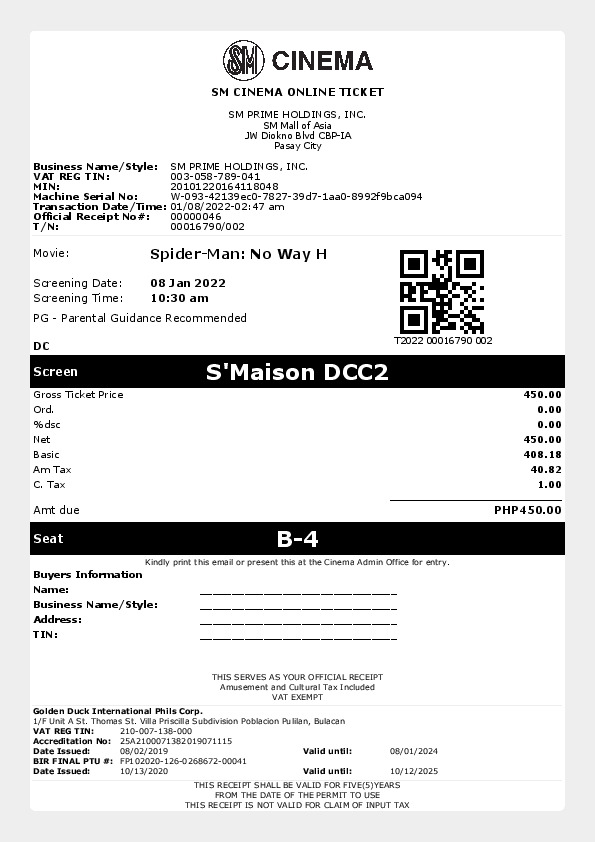 SM CINEMA
SM CINEMA ONLINE TICKET
SM PRIME HOLDINGS, INC.
SM Mall of Asia
JW Diokno Blvd CBP-IA
Pasay City
Business Name/Style: SM PRIME HOLDINGS, INC.
VAT REG TIN: 003-058-789-041
MIN: 20101220164118048
Machine Serial No: W-093-42139ec0-7827-39d7-1aa0-8992f9bca094
Transaction Date/Time: 01/08/2022-02:47 am
Official Receipt No#: 00000046
T/N: 00016790/002
Movie: Spider-Man: No Way H
Screening Date: 08 Jan 2022
Screening Time: 10:30 am
PG - Parental Guidance Recommended
T2022 00016790 002
DC
Screen S'Maison DCC2
Gross Ticket Price 450.00
Ord. 0.00
%dsc 0.00
Net 450.00
Basic 408.18
Am Tax 40.82
C. Tax 1.00
Amt due PHP450.00
Seat B-4
Kindly print this email or present this at the Cinema Admin Office for entry.
Buyers Information
Name:
Business Name/Style:
Address:
TIN:
THIS SERVES AS YOUR OFFICIAL RECEIPT
Amusement and Cultural Tax Included
VAT EXEMPT
Golden Duck International Phils Corp.
1/F Unit A St. Thomas St. Villa Priscilla Subdivision Poblacion Pulilan, Bulacan
VAT REG TIN: 210-007-138-000
Accreditation No: 25A2100071382019071115
Date Issued: 08/02/2019 Valid until: 08/01/2024
BIR FINAL PTU #: FP102020-126-0268672-00041
Date Issued: 10/13/2020 Valid until: 10/12/2025
THIS RECEIPT SHALL BE VALID FOR FIVE(5)YEARS
FROM THE DATE OF THE PERMIT TO USE
THIS RECEIPT IS NOT VALID FOR CLAIM OF INPUT TAX